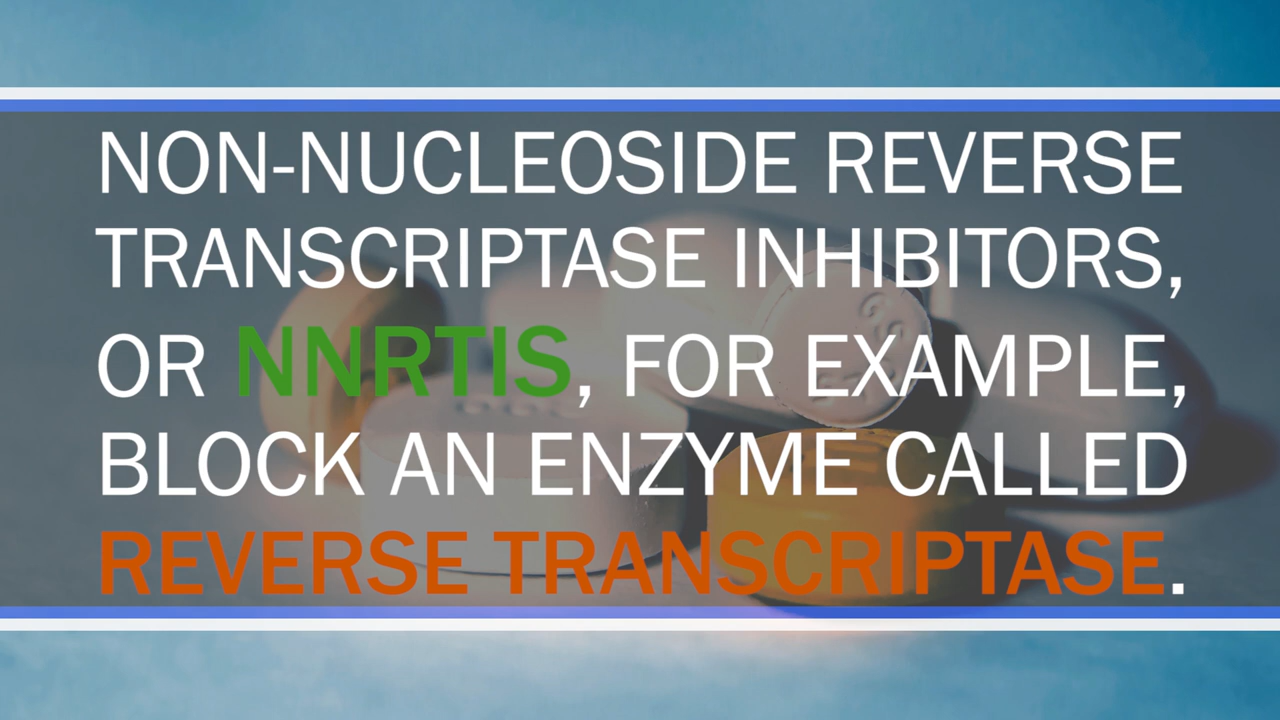 NON-NUCLEOSIDE REVERSE
TRANSCRIPTASE INHIBITORS,
OR NNRTIS, FOR EXAMPLE,
BLOCK AN ENZYME CALLED
REVERSE TRANSCRIPTASE.